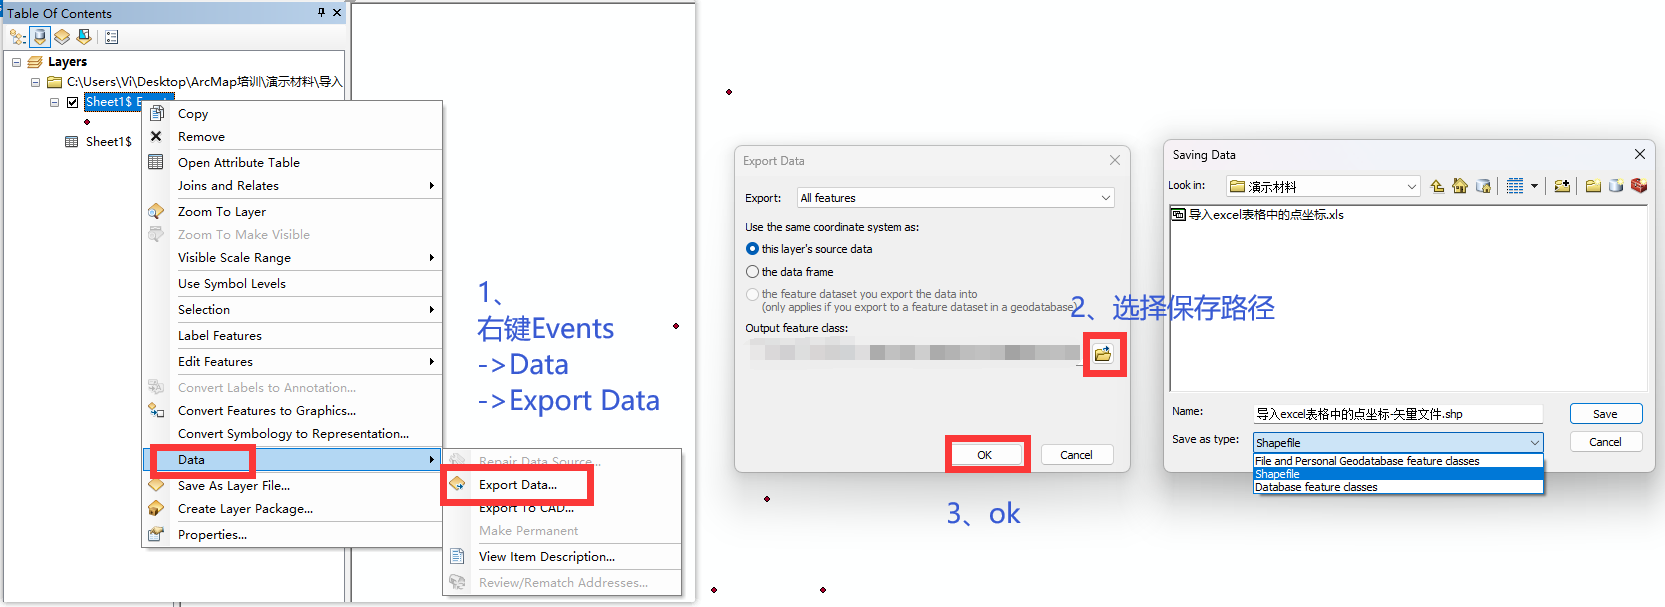 Table Of Contents
Layers
C:\Users\Vi\Desktop\ArcMap培训\演示材料\导入
Sheet1$
Sheet1$
Copy
Remove
Open Attribute Table
Joins and Relates
Zoom To Layer
Zoom To Make Visible
Visible Scale Range
Use Symbol Levels
Selection
Label Features
Edit Features
Convert Labels to Annotation...
Convert Features to Graphics...
Convert Symbology to Representation...
Data
Save As Layer File...
Create Layer Package...
Properties...
Repair Data Source...
Export Data...
Export To CAD...
Make Permanent
View Item Description...
Review/Rematch Addresses...
1、
右键Events
->Data
->Export Data
Export Data
Export:
All features
Use the same coordinate system as:
this layer's source data
the data frame
the feature dataset you export the data into
(only applies if you export to a feature dataset in a geodatabase)
Output feature class:
OK
Cancel
2、选择保存路径
3、ok
Saving Data
Look in:
演示材料
导入excel表格中的点坐标.xls
Name:
导入excel表格中的点坐标-矢量文件.shp
Save
Save as type:
Shapefile
Cancel
File and Personal Geodatabase feature classes
Shapefile
Database feature classes